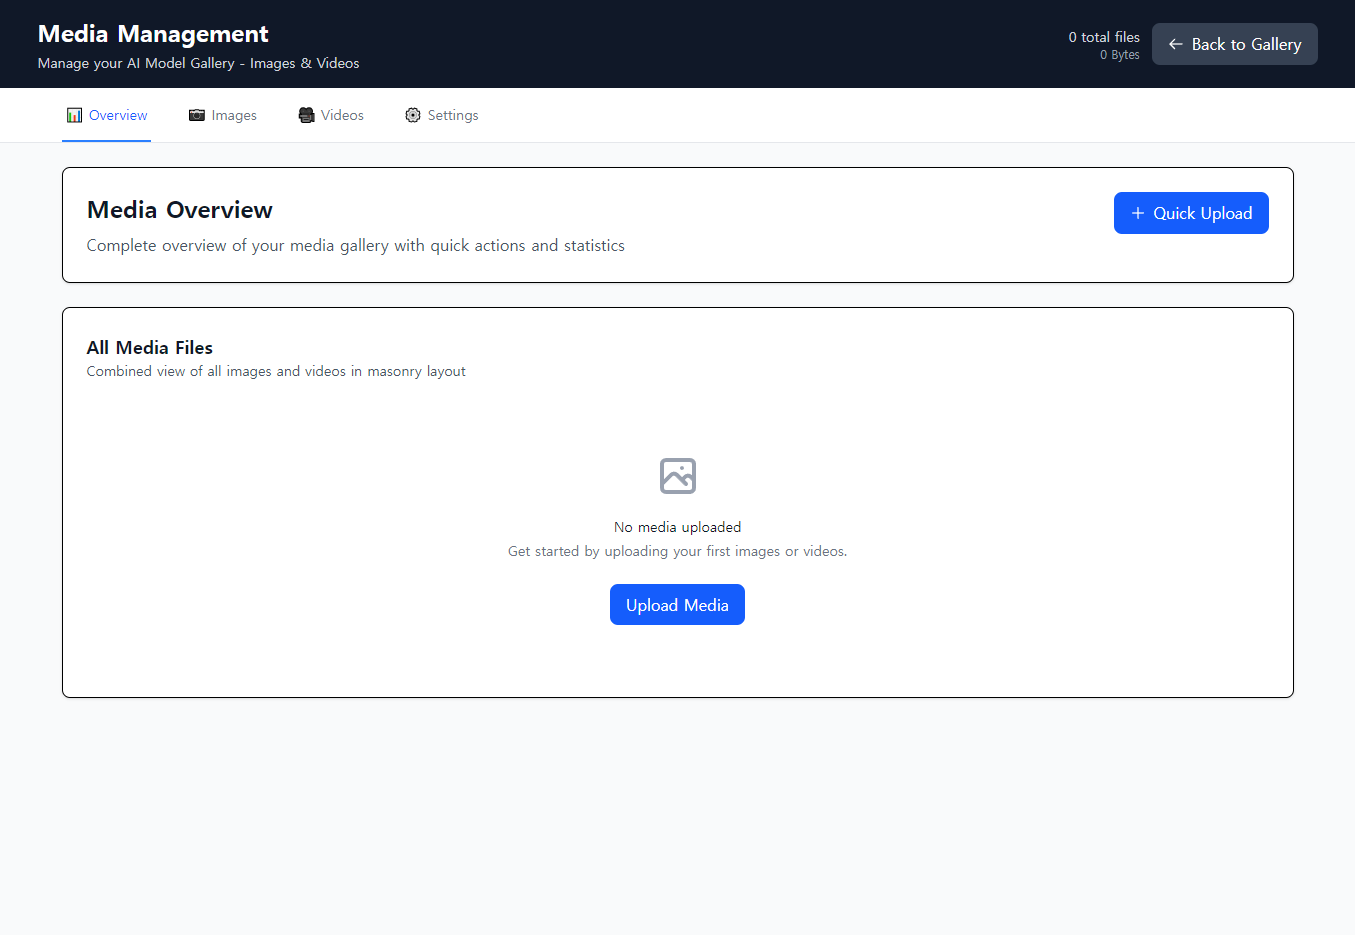 Media Management
Manage your AI Model Gallery - Images & Videos
0 total files
0 Bytes
← Back to Gallery
Overview
Images
Videos
Settings
Media Overview
Complete overview of your media gallery with quick actions and statistics
+ Quick Upload
All Media Files
Combined view of all images and videos in masonry layout
No media uploaded
Get started by uploading your first images or videos.
Upload Media